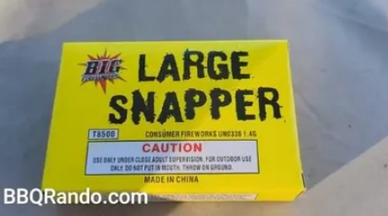 BIG
LARGE
SNAPPER
T8500
CONSUMER FIREWORKS UN0336 1.4G
CAUTION
USE ONLY UNDER CLOSE ADULT SUPERVISION. FOR OUTDOOR USE
ONLY. DO NOT PUT IN MOUTH. THROW ON GROUND.
MADE IN CHINA
BBQRando.com